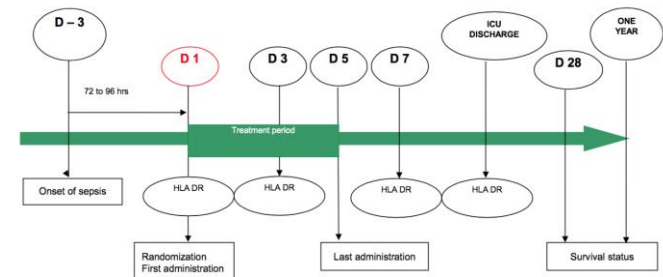 D – 3
D 1
D 3
D 5
D 7
ICU
DISCHARGE
D 28
ONE
YEAR
72 to 96 hrs
Treatment period
Onset of sepsis
HLA DR
HLA DR
HLA DR
HLA DR
Randomization
First administration
Last administration
Survival status